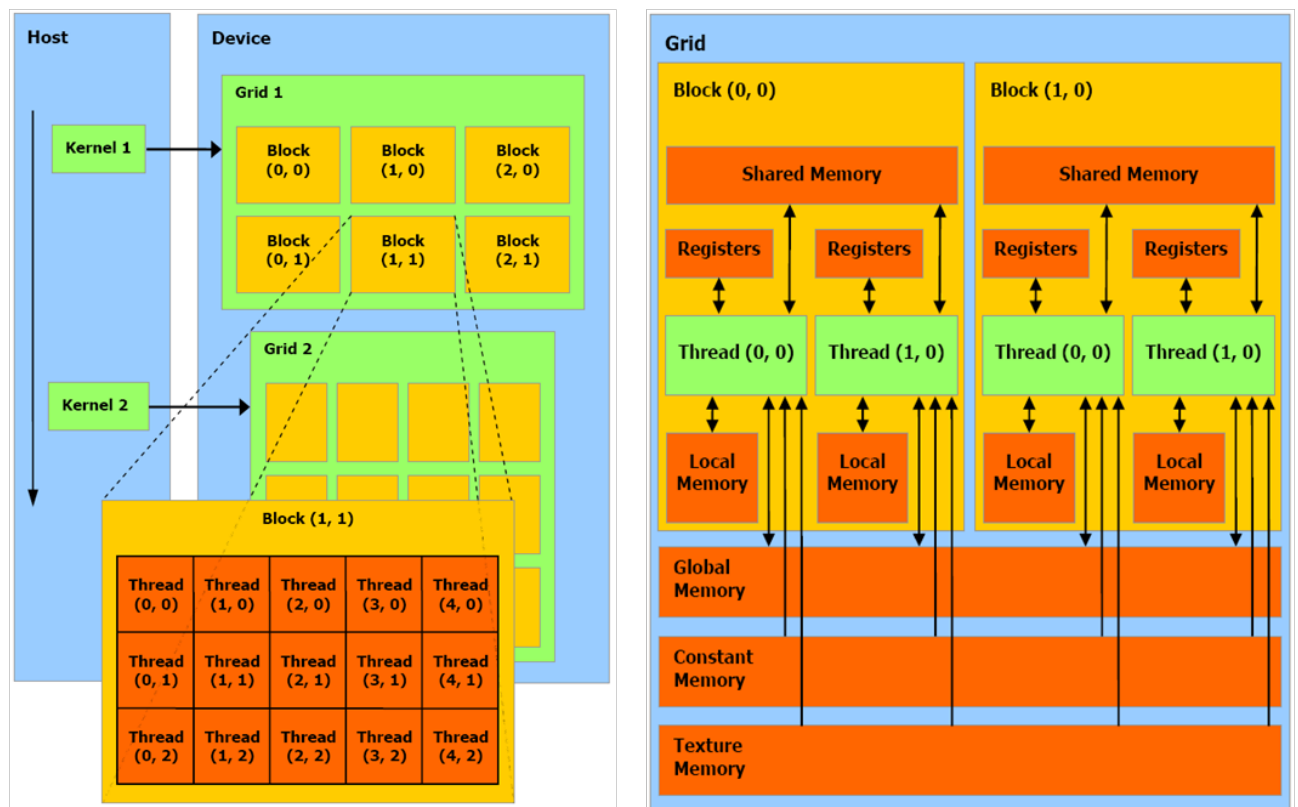 Host
Device
Grid 1
Kernel 1
Block
(0, 0)
Block
(1, 0)
Block
(2, 0)
Block
(0, 1)
Block
(1, 1)
Block
(2, 1)
Grid 2
Kernel 2
Block (1, 1)
Thread
(0, 0)
Thread
(1, 0)
Thread
(2, 0)
Thread
(3, 0)
Thread
(4, 0)
Thread
(0, 1)
Thread
(1, 1)
Thread
(2, 1)
Thread
(3, 1)
Thread
(4, 1)
Thread
(0, 2)
Thread
(1, 2)
Thread
(2, 2)
Thread
(3, 2)
Thread
(4, 2)
Grid
Block (0, 0)
Shared Memory
Registers
Registers
Thread (0, 0)
Thread (1, 0)
Local
Memory
Local
Memory
Block (1, 0)
Shared Memory
Registers
Registers
Thread (0, 0)
Thread (1, 0)
Local
Memory
Local
Memory
Global
Memory
Constant
Memory
Texture
Memory